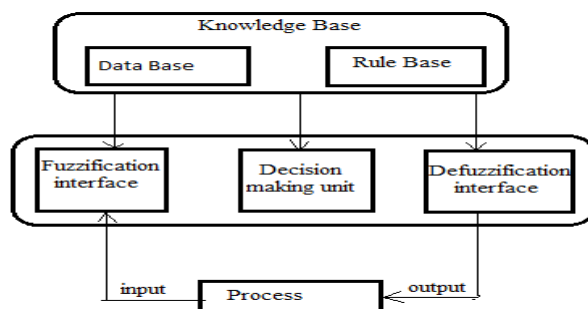 Knowledge Base
Data Base
Rule Base
Fuzzification
interface
Decision
making unit
Defuzzification
interface
input
Process
output